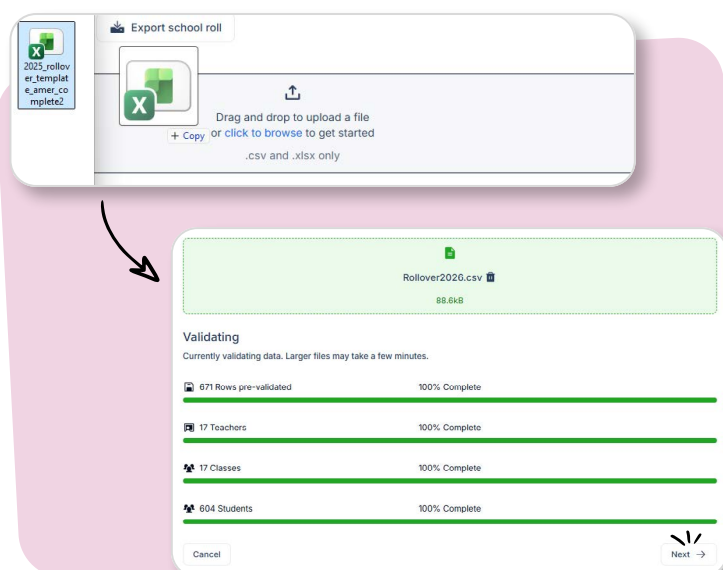 Export school roll
2025_rollov
er_templat
e_amer_co
mplete2
X
X
Drag and drop to upload a file
+ Copy
or click to browse to get started
.csv and .xlsx only
Rollover2026.csv
88.6kB
Validating
Currently validating data. Larger files may take a few minutes.
671 Rows pre-validated 100% Complete
17 Teachers 100% Complete
17 Classes 100% Complete
604 Students 100% Complete
Cancel Next →